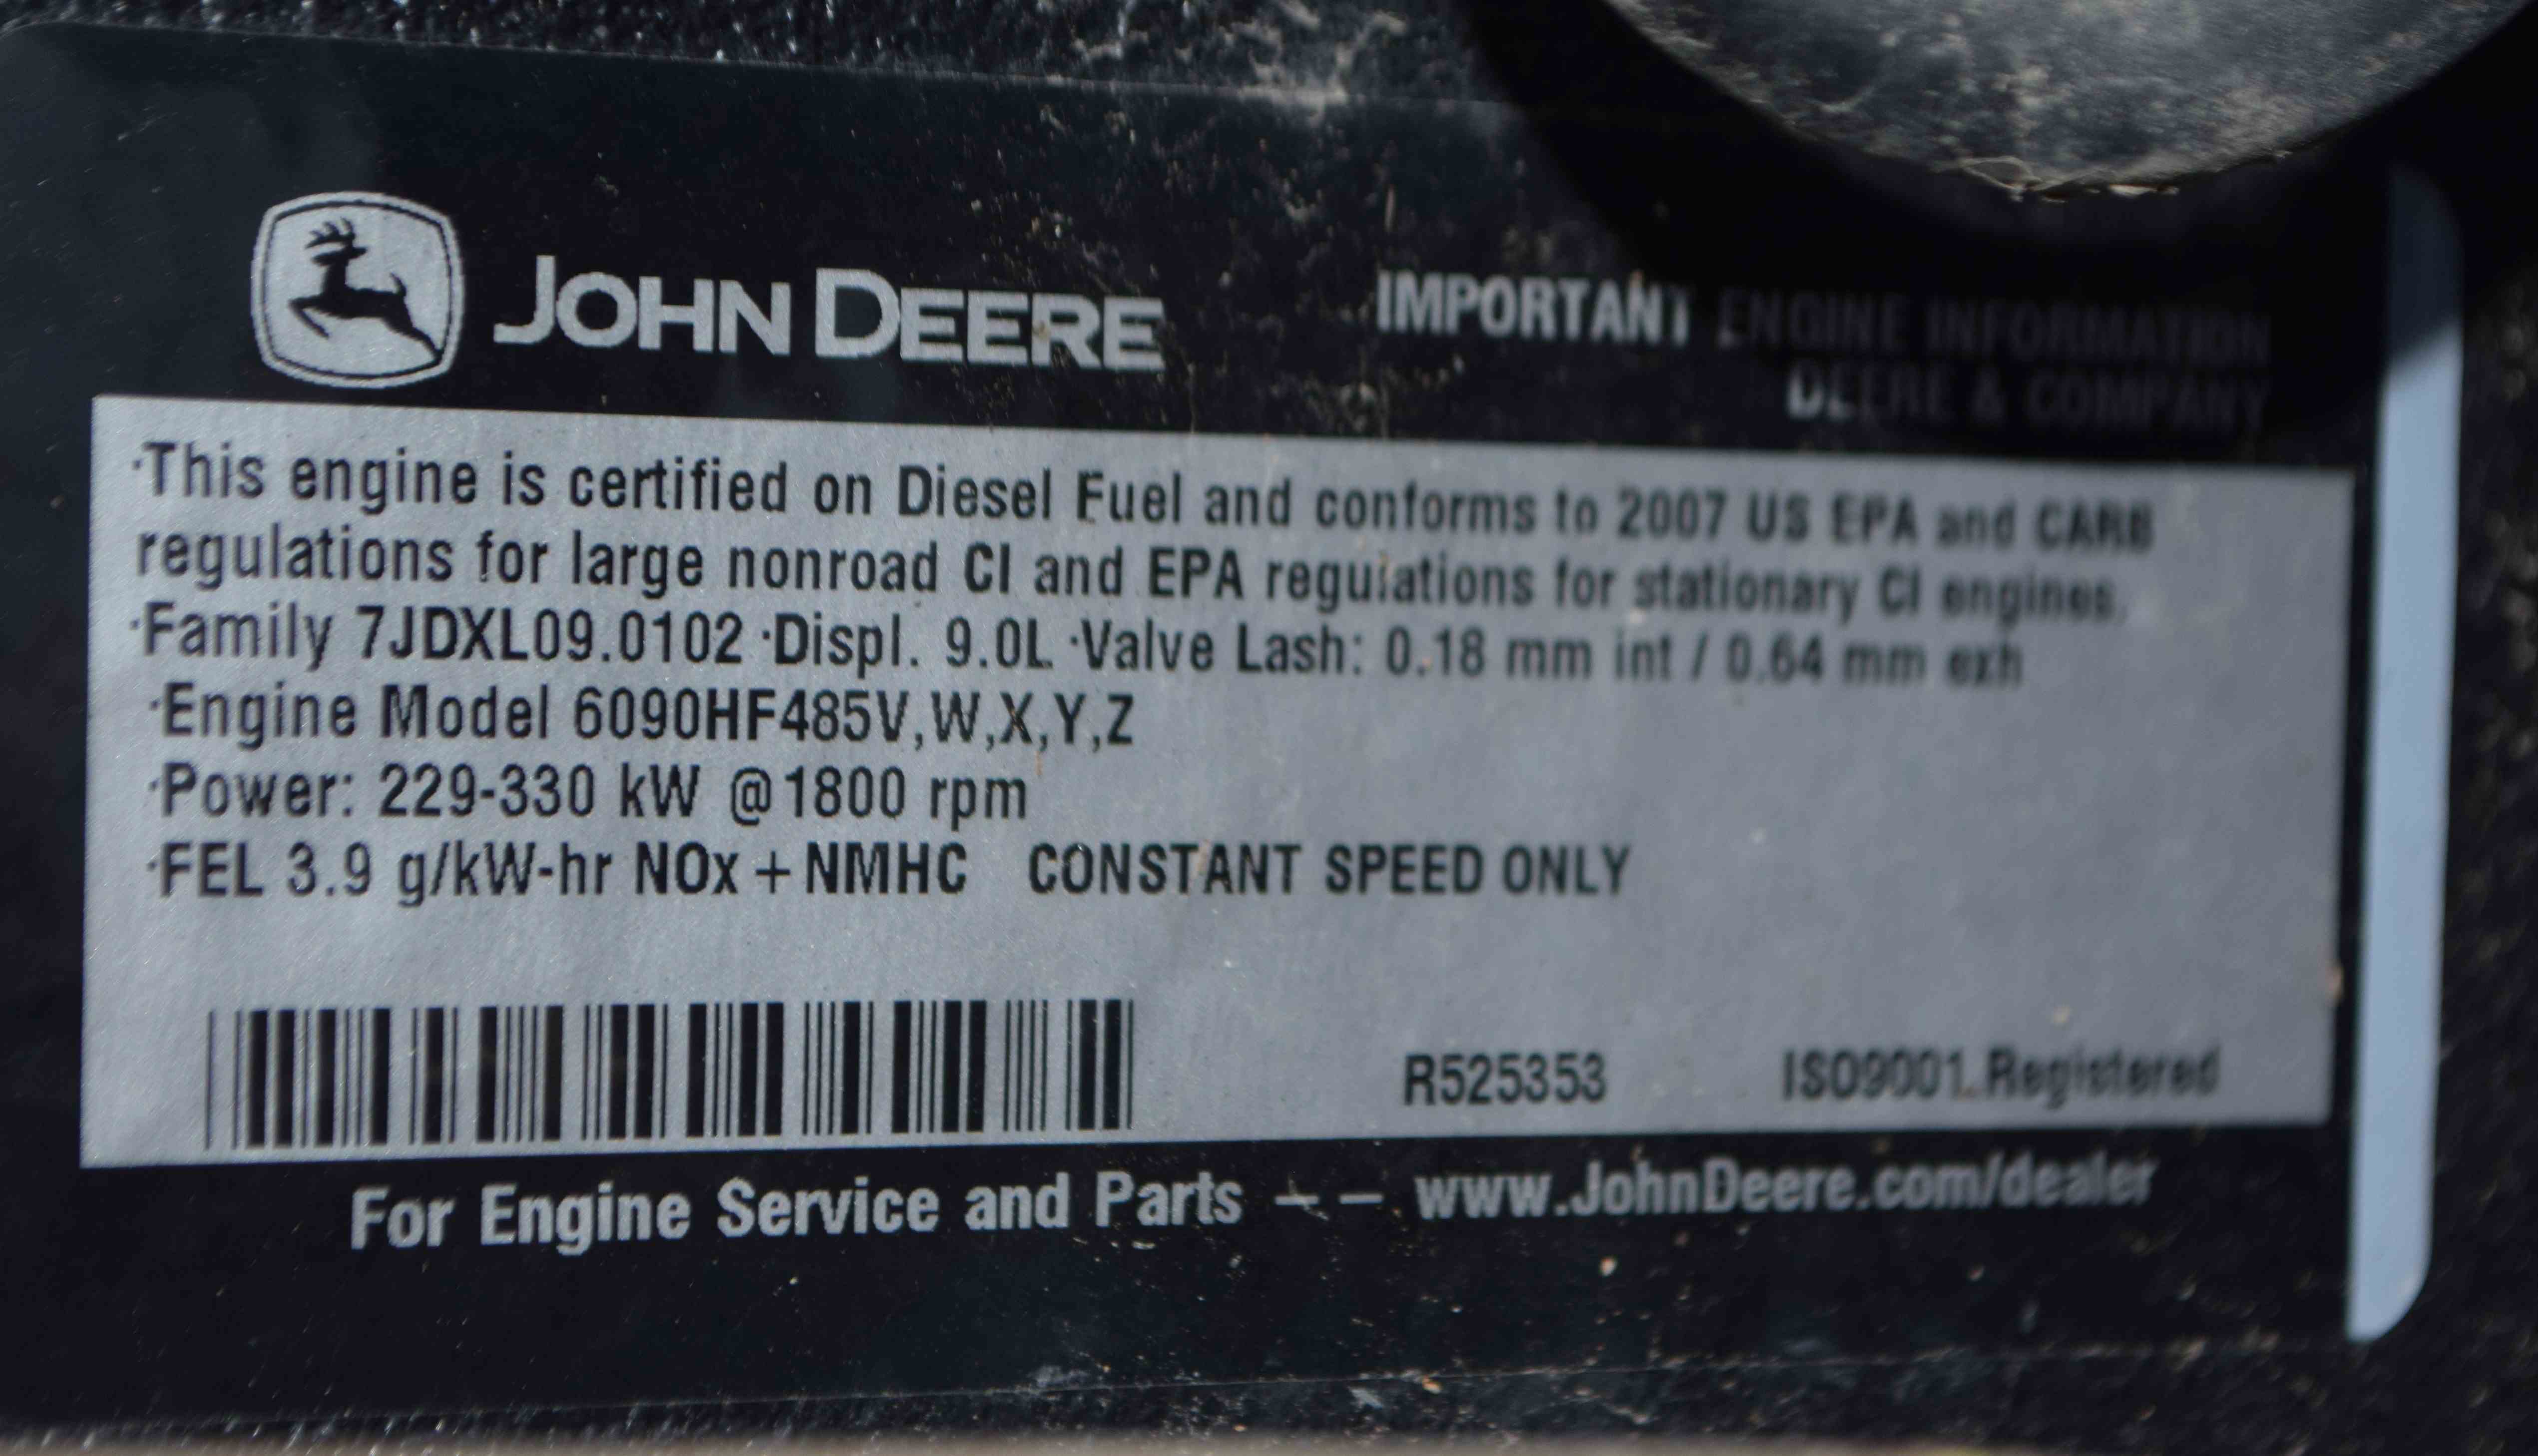 JOHN DEERE
IMPORTANT ENGINE INFORMATION
DEERE & COMPANY
·This engine is certified on Diesel Fuel and conforms to 2007 US EPA and CARB
regulations for large nonroad CI and EPA regulations for stationary CI engines.
·Family 7JDXL09.0102 ·Displ. 9.0L ·Valve Lash: 0.18 mm int / 0.64 mm exh
·Engine Model 6090HF485V,W,X,Y,Z
·Power: 229-330 kW @1800 rpm
·FEL 3.9 g/kW-hr NOx + NMHC CONSTANT SPEED ONLY
R525353 ISO9001 Registered
For Engine Service and Parts — — www.JohnDeere.com/dealer